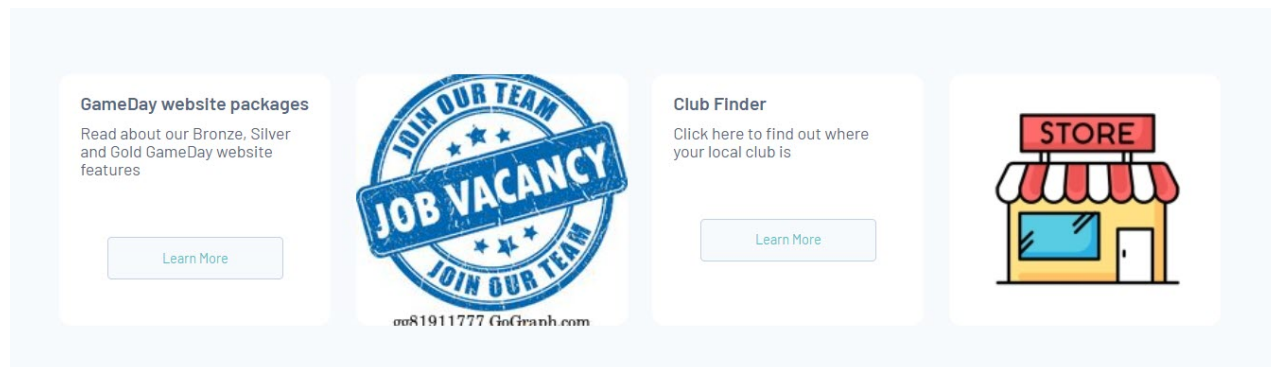 GameDay website packages
Read about our Bronze, Silver
and Gold GameDay website
features
Learn More
JOIN OUR TEAM
JOB VACANCY
JOIN OUR TEAM
gg81911777 GoGraph.com
Club Finder
Click here to find out where
your local club is
Learn More
STORE